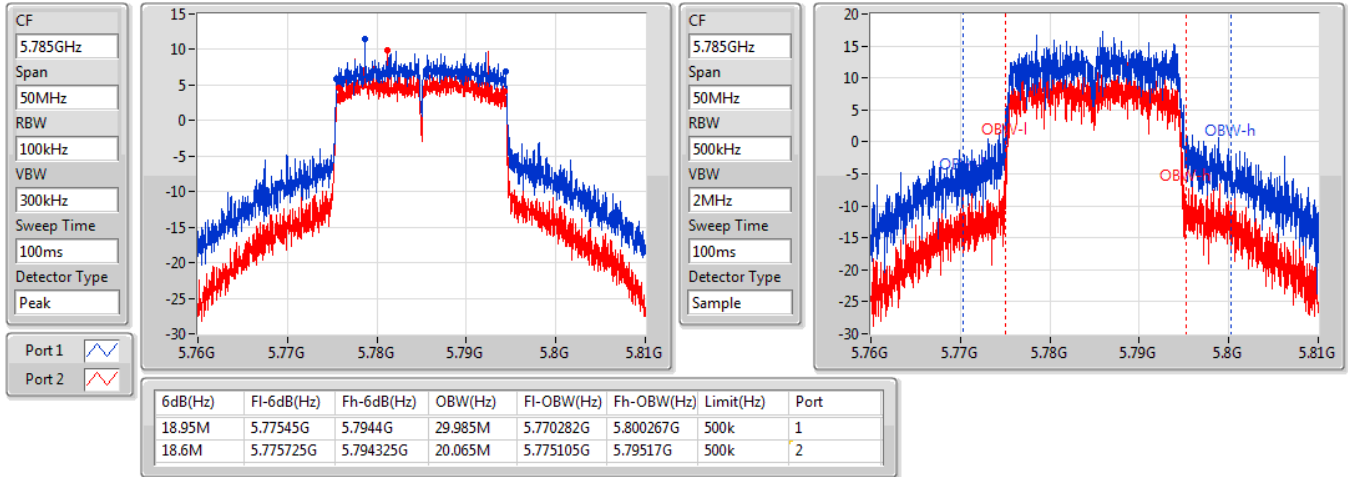 CF
5.785GHz
Span
50MHz
RBW
100kHz
VBW
300kHz
Sweep Time
100ms
Detector Type
Peak
Port 1
Port 2
15
10
5
0
-5
-10
-15
-20
-25
-30
5.76G 5.77G 5.78G 5.79G 5.8G 5.81G
CF
5.785GHz
Span
50MHz
RBW
500kHz
VBW
2MHz
Sweep Time
100ms
Detector Type
Sample
20
15
10
5
0
-5
-10
-15
-20
-25
-30
OBW-l
OBW-h
5.76G 5.77G 5.78G 5.79G 5.8G 5.81G
6dB(Hz) Fl-6dB(Hz) Fh-6dB(Hz) OBW(Hz) Fl-OBW(Hz) Fh-OBW(Hz) Limit(Hz) Port
18.95M 5.77545G 5.7944G 29.985M 5.770282G 5.800267G 500k 1
18.6M 5.775725G 5.794325G 20.065M 5.775105G 5.79517G 500k 2